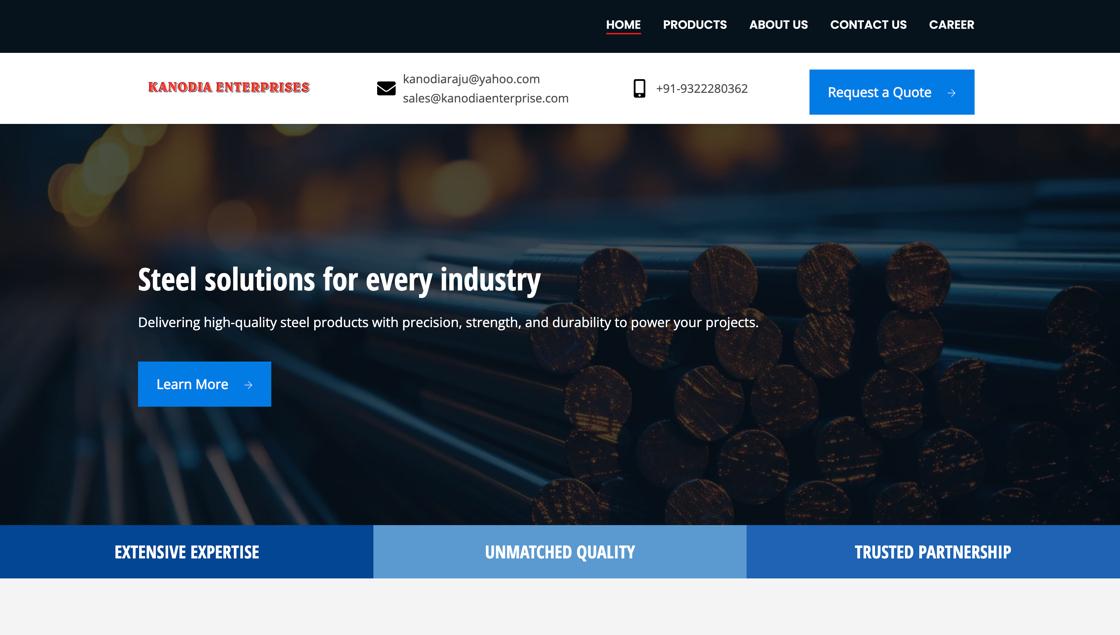 HOME PRODUCTS ABOUT US CONTACT US CAREER
KANODIA ENTERPRISES
kanodiaraju@yahoo.com
sales@kanodiaenterprise.com
+91-9322280362
Request a Quote →
Steel solutions for every industry
Delivering high-quality steel products with precision, strength, and durability to power your projects.
Learn More →
EXTENSIVE EXPERTISE
UNMATCHED QUALITY
TRUSTED PARTNERSHIP